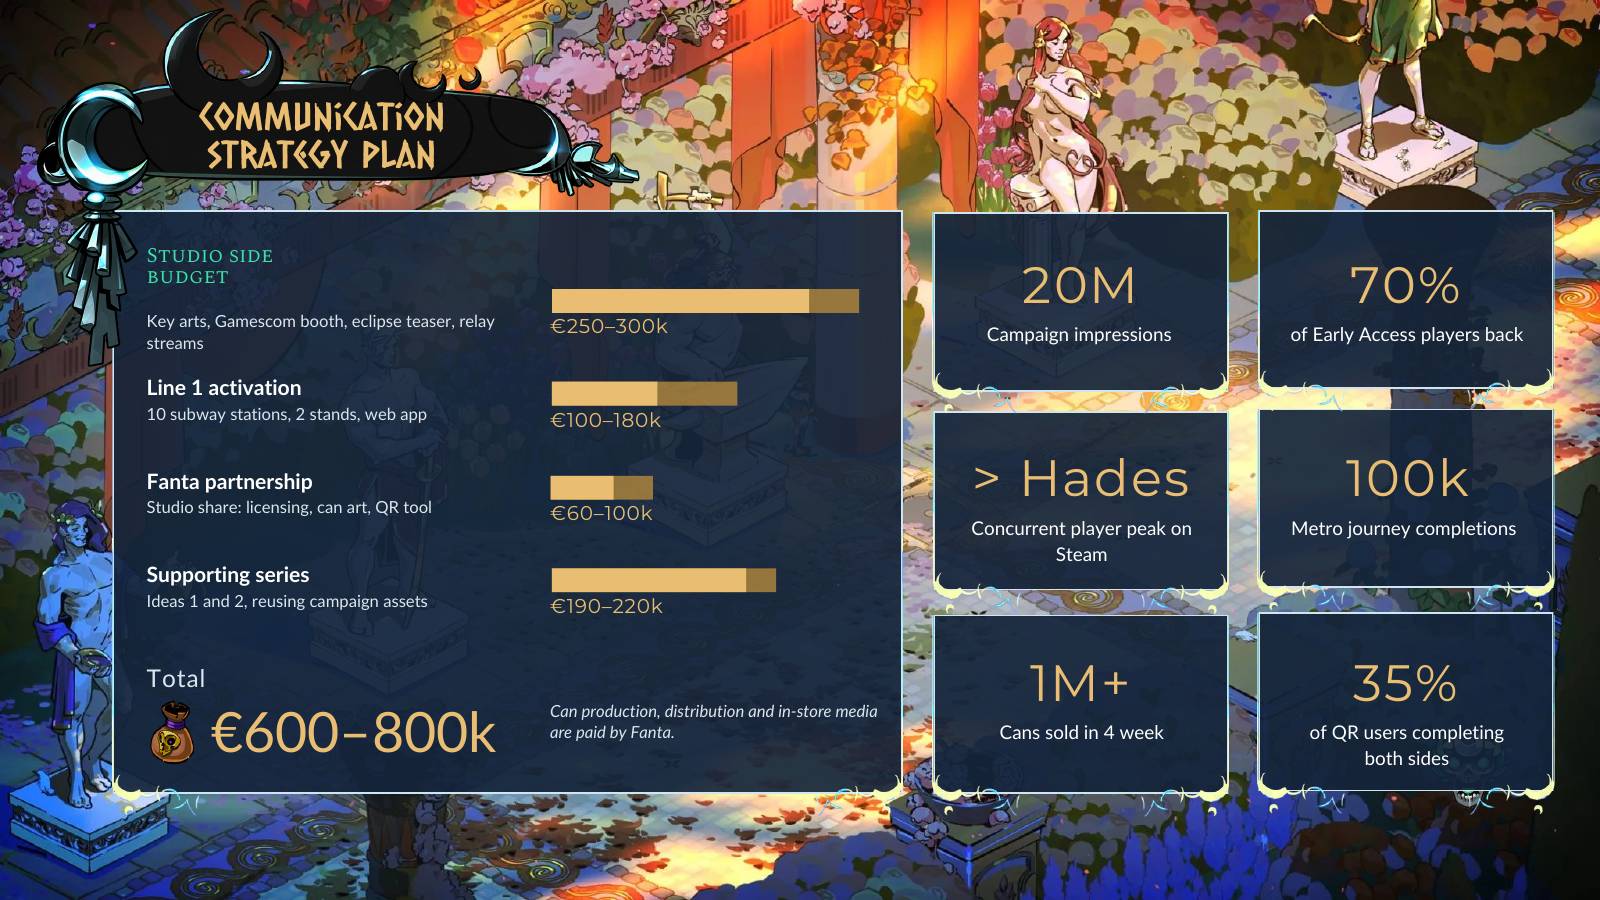 COMMUNiCATiON
STRATEGY PLAN
STUDIO SIDE
BUDGET
Key arts, Gamescom booth, eclipse teaser, relay
streams
€250–300k
Line 1 activation
10 subway stations, 2 stands, web app
€100–180k
Fanta partnership
Studio share: licensing, can art, QR tool
€60–100k
Supporting series
Ideas 1 and 2, reusing campaign assets
€190–220k
Total
€600–800k
Can production, distribution and in-store media
are paid by Fanta.
20M
Campaign impressions
70%
of Early Access players back
> Hades
Concurrent player peak on
Steam
100k
Metro journey completions
1M+
Cans sold in 4 week
35%
of QR users completing
both sides